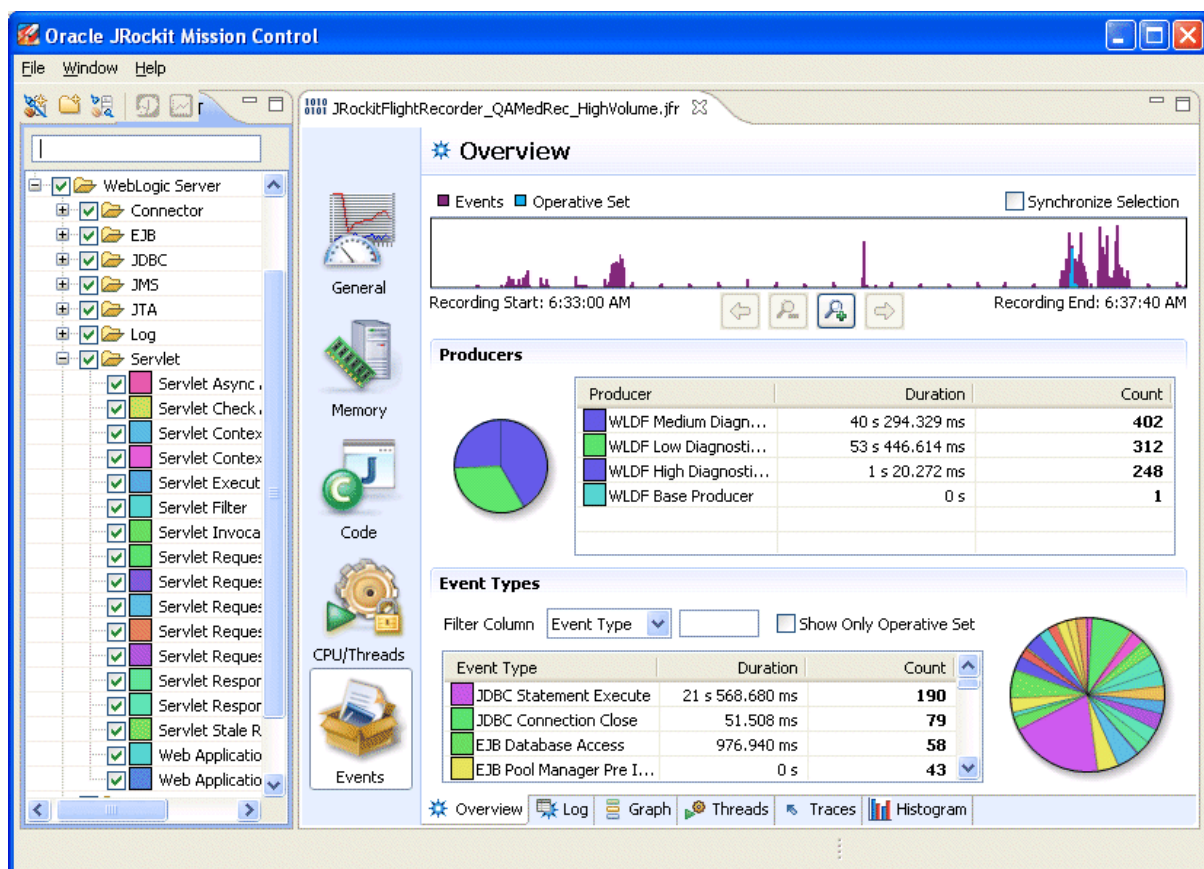 Oracle JRockit Mission Control
File Window Help
WebLogic Server
Connector
EJB
JDBC
JMS
JTA
Log
Servlet
Servlet Async
Servlet Check
Servlet Contex
Servlet Contex
Servlet Execut
Servlet Filter
Servlet Invoca
Servlet Reques
Servlet Reques
Servlet Reques
Servlet Reques
Servlet Reques
Servlet Respor
Servlet Respor
Servlet Stale R
Web Applicatio
Web Applicatio
1010
0101
JRockitFlightRecorder_QAMedRec_HighVolume.jfr
General
Memory
Code
CPU/Threads
Events
Overview
Events Operative Set Synchronize Selection
Recording Start: 6:33:00 AM Recording End: 6:37:40 AM
Producers
Producer Duration Count
WLDF Medium Diagn... 40 s 294.329 ms 402
WLDF Low Diagnosti... 53 s 446.614 ms 312
WLDF High Diagnosti... 1 s 20.272 ms 248
WLDF Base Producer 0 s 1
Event Types
Filter Column Event Type Show Only Operative Set
Event Type Duration Count
JDBC Statement Execute 21 s 568.680 ms 190
JDBC Connection Close 51.508 ms 79
EJB Database Access 976.940 ms 58
EJB Pool Manager Pre I... 0 s 43
Overview Log Graph Threads Traces Histogram